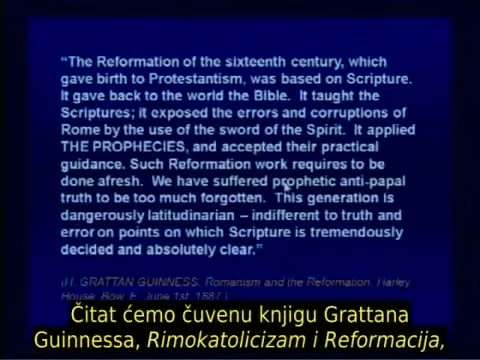 “The Reformation of the sixteenth century, which
gave birth to Protestantism, was based on Scripture.
It gave back to the world the Bible. It taught the
Scriptures; it exposed the errors and corruptions of
Rome by the use of the sword of the Spirit. It applied
THE PROPHECIES, and accepted their practical
guidance. Such Reformation work requires to be
done afresh. We have suffered prophetic anti-papal
truth to be too much forgotten. This generation is
dangerously latitudinarian – indifferent to truth and
error on points on which Scripture is tremendously
decided and absolutely clear.”
(H. GRATTAN GUINNESS, Romanism and the Reformation, Harley
House, Bow, E. June 1st, 1887.)
Čitat ćemo čuvenu knjigu Grattana
Guinnessa, Rimokatolicizam i Reformacija,